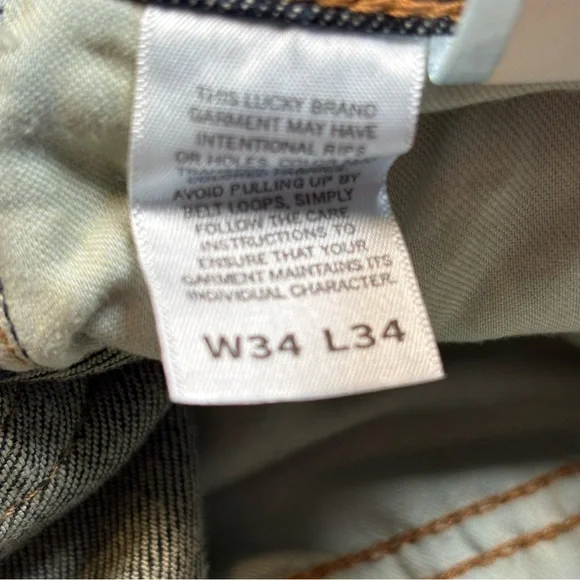 THIS LUCKY BRAND
GARMENT MAY HAVE
INTENTIONAL RIPS
OR HOLES.
AVOID PULLING UP BY
BELT LOOPS, SIMPLY
FOLLOW THE CARE
INSTRUCTIONS TO
ENSURE THAT YOUR
GARMENT MAINTAINS ITS
INDIVIDUAL CHARACTER.
W34 L34